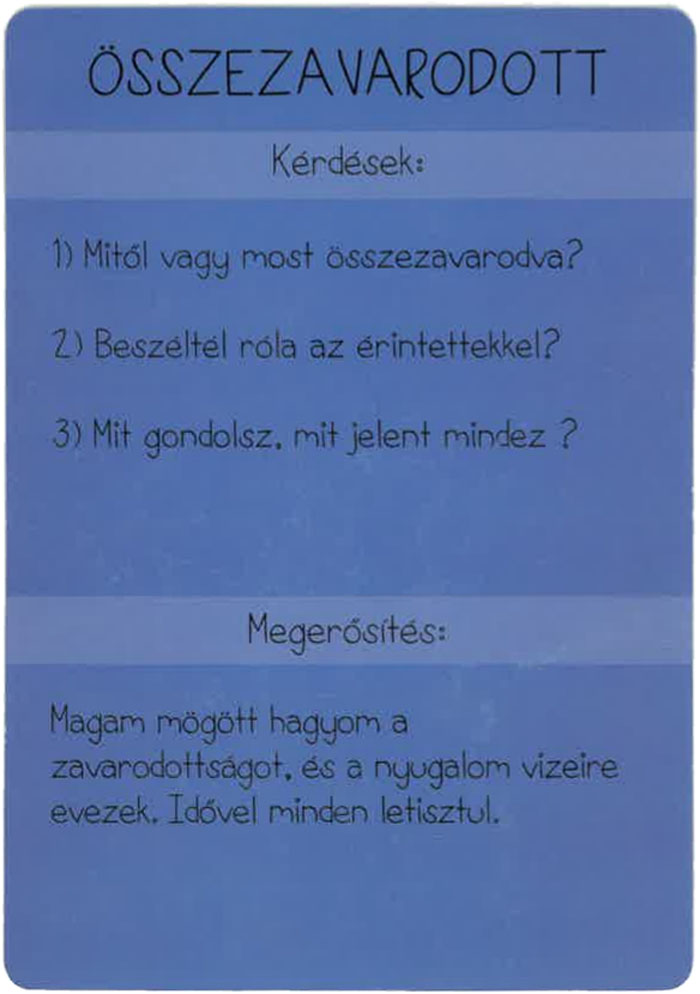 ÖSSZEZAVARODOTT
Kérdések:
1) Mitől vagy most összezavarodva?
2) Beszéltél róla az érintettekkel?
3) Mit gondolsz, mit jelent mindez ?
Megerősítés:
Magam mögött hagyom a
zavarodottságot, és a nyugalom vizeire
evezek. Idővel minden letisztul.